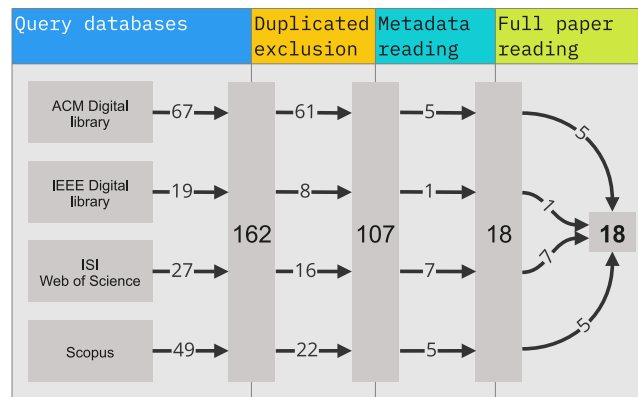 Query databases
Duplicated
exclusion
Metadata
reading
Full paper
reading
ACM Digital
library
67
61
5
5
IEEE Digital
library
19
8
1
1
162
107
18
18
ISI
Web of Science
27
16
7
7
Scopus
49
22
5
5